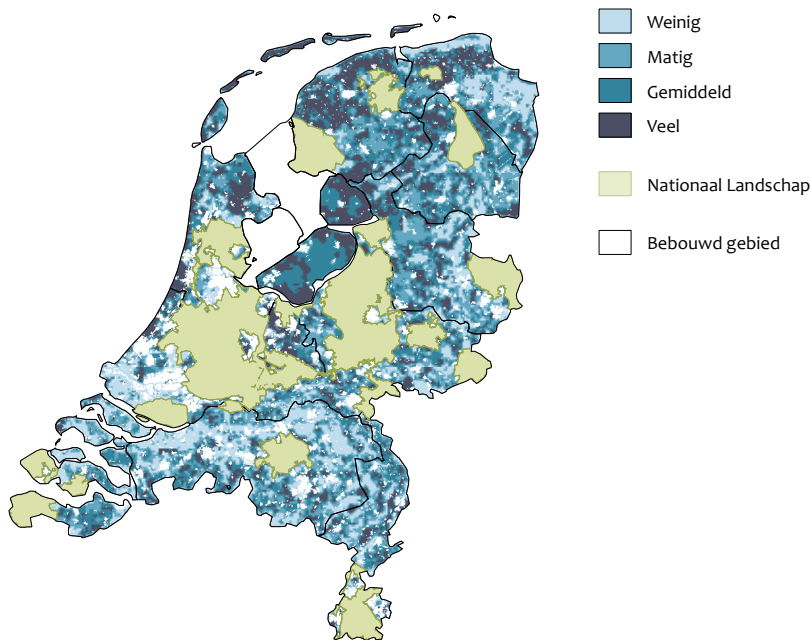 Weinig
Matig
Gemiddeld
Veel
Nationaal Landschap
Bebouwd gebied